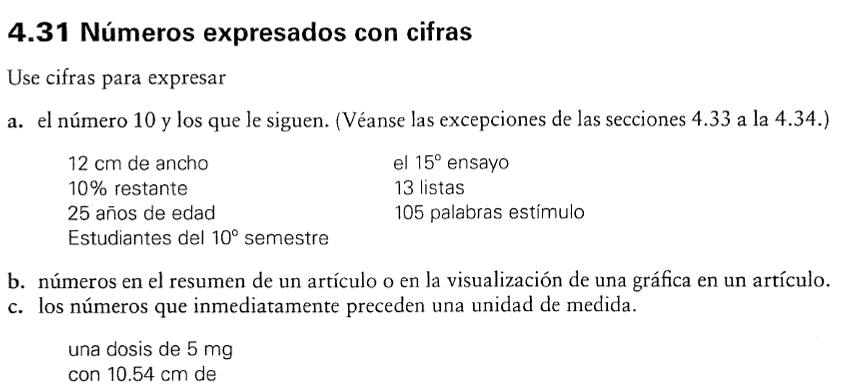 4.31 Números expresados con cifras
Use cifras para expresar
a. el número 10 y los que le siguen. (Véanse las excepciones de las secciones 4.33 a la 4.34.)
12 cm de ancho el 15º ensayo
10% restante 13 listas
25 años de edad 105 palabras estímulo
Estudiantes del 10º semestre
b. números en el resumen de un artículo o en la visualización de una gráfica en un artículo.
c. los números que inmediatamente preceden una unidad de medida.
una dosis de 5 mg
con 10.54 cm de